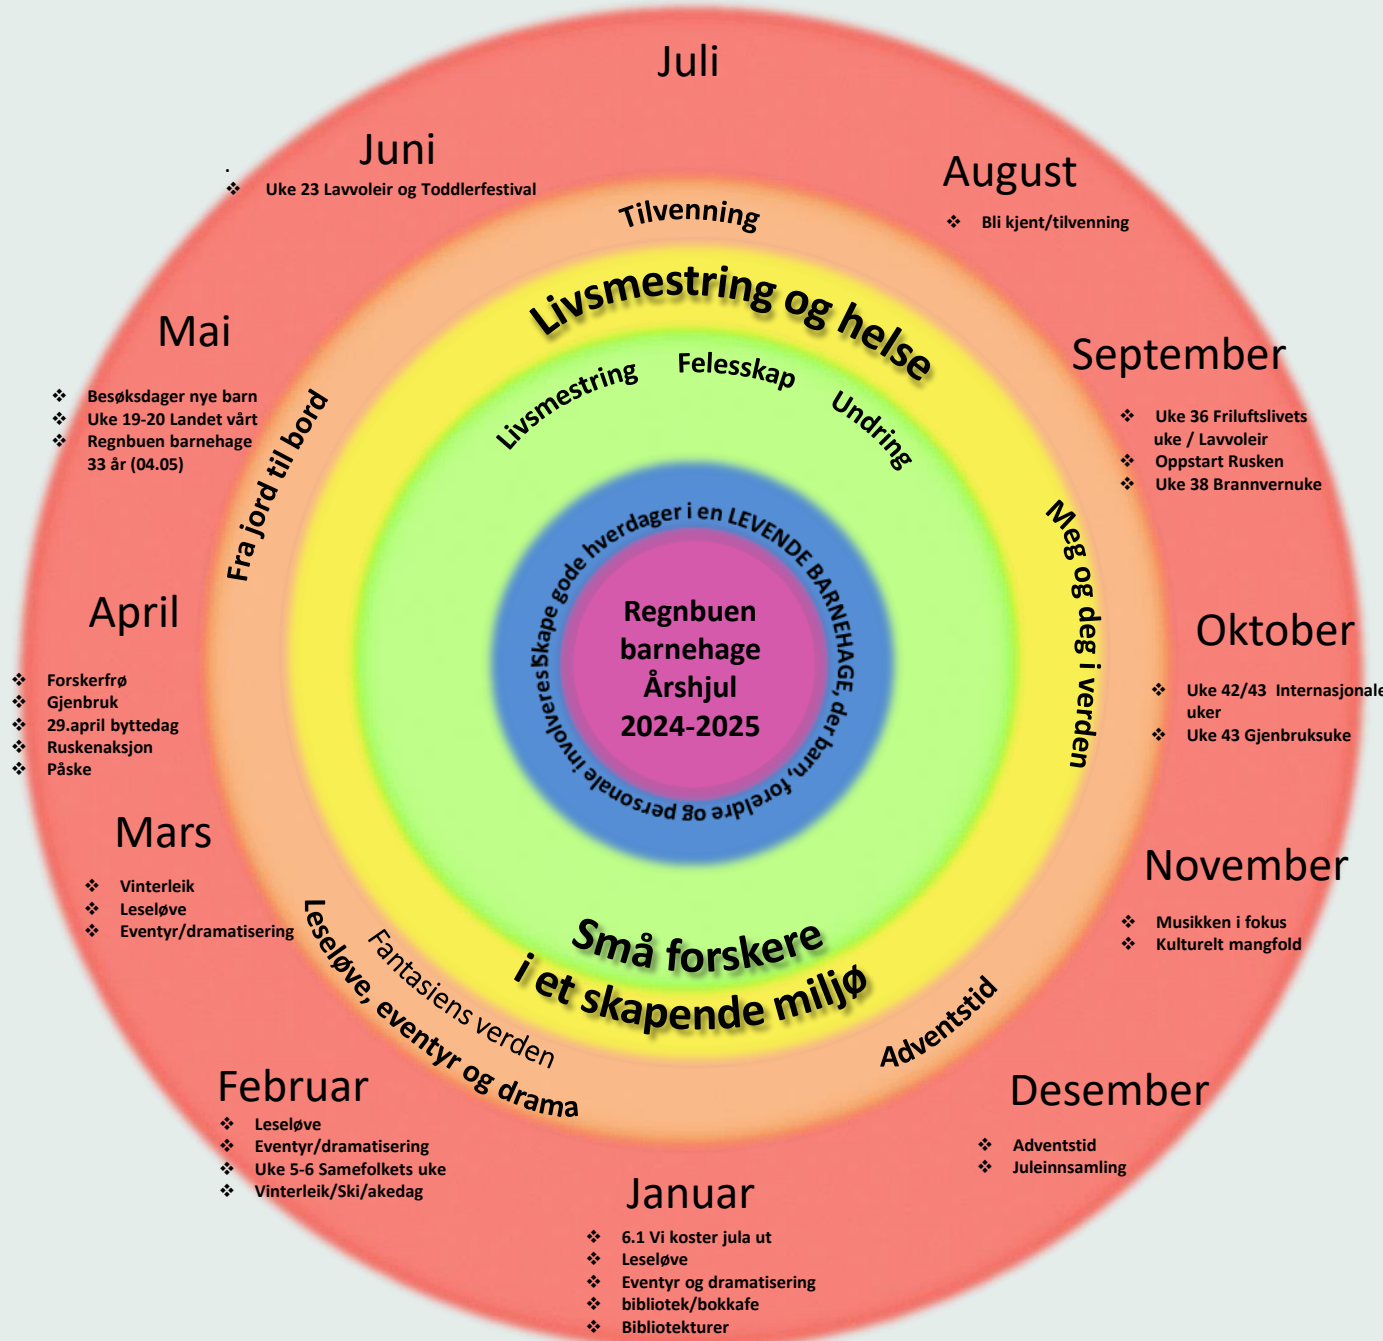 Juli
Juni
.
❖ Uke 23 Lavvoleir og Toddlerfestival
August
❖ Bli kjent/tilvenning
Tilvenning
Livsmestring og helse
Livsmestring
Felesskap
Undring
Mai
❖ Besøksdager nye barn
❖ Uke 19-20 Landet vårt
❖ Regnbuen barnehage
33 år (04.05)
September
❖ Uke 36 Friluftslivets
uke / Lavvoleir
❖ Oppstart Rusken
❖ Uke 38 Brannvernuke
Fra jord til bord
Meg og deg i verden
Skape gode hverdager i en LEVENDE BARNEHAGE, der barn, foreldre og personale involveres!
Regnbuen
barnehage
Årshjul
2024-2025
April
❖ Forskerfrø
❖ Gjenbruk
❖ 29.april byttedag
❖ Ruskenaksjon
❖ Påske
Oktober
❖ Uke 42/43 Internasjonale
uker
❖ Uke 43 Gjenbruksuke
Mars
❖ Vinterleik
❖ Leseløve
❖ Eventyr/dramatisering
November
❖ Musikken i fokus
❖ Kulturelt mangfold
Små forskere
i et skapende miljø
Fantasiens verden
Leseløve, eventyr og drama
Adventstid
Februar
❖ Leseløve
❖ Eventyr/dramatisering
❖ Uke 5-6 Samefolkets uke
❖ Vinterleik/Ski/akedag
Desember
❖ Adventstid
❖ Juleinnsamling
Januar
❖ 6.1 Vi koster jula ut
❖ Leseløve
❖ Eventyr og dramatisering
❖ bibliotek/bokkafe
❖ Bibliotekturer